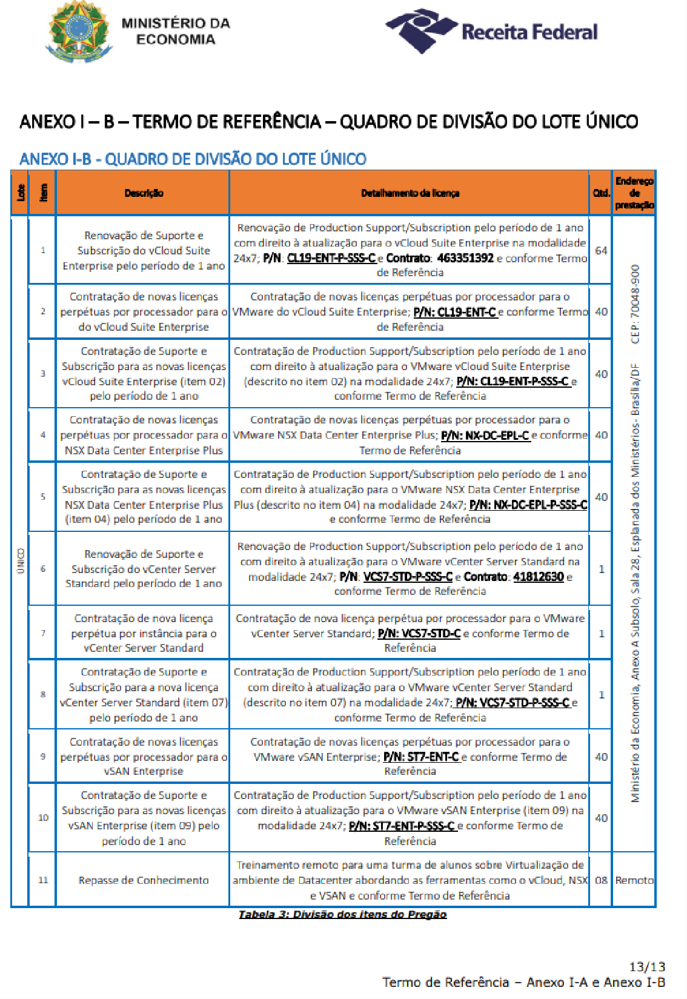 MINISTÉRIO DA
ECONOMIA
Receita Federal
ANEXO I – B – TERMO DE REFERÊNCIA – QUADRO DE DIVISÃO DO LOTE ÚNICO
ANEXO I-B - QUADRO DE DIVISÃO DO LOTE ÚNICO
Lote
Item
Descrição
Detalhamento da licença
Qtd.
Endereço
de
prestação
ÚNICO
1
Renovação de Suporte e
Subscrição do vCloud Suite
Enterprise pelo período de 1 ano
Renovação de Production Support/Subscription pelo período de 1 ano
com direito à atualização para o vCloud Suite Enterprise na modalidade
24x7; P/N: CL19-ENT-P-SSS-C e Contrato: 463351392 e conforme Termo
de Referência
64
2
Contratação de novas licenças
perpétuas por processador para o
do vCloud Suite Enterprise
Contratação de novas licenças perpétuas por processador para o
VMware do vCloud Suite Enterprise; P/N: CL19-ENT-C e conforme Termo
de Referência
40
3
Contratação de Suporte e
Subscrição para as novas licenças
vCloud Suite Enterprise (item 02)
pelo período de 1 ano
Contratação de Production Support/Subscription pelo período de 1 ano
com direito à atualização para o VMware vCloud Suite Enterprise
(descrito no item 02) na modalidade 24x7; P/N: CL19-ENT-P-SSS-C e
conforme Termo de Referência
40
4
Contratação de novas licenças
perpétuas por processador para o
NSX Data Center Enterprise Plus
Contratação de novas licenças perpétuas por processador para o
VMware NSX Data Center Enterprise Plus; P/N: NX-DC-EPL-C e conforme
Termo de Referência
40
5
Contratação de Suporte e
Subscrição para as novas licenças
NSX Data Center Enterprise Plus
(item 04) pelo período de 1 ano
Contratação de Production Support/Subscription pelo período de 1 ano
com direito à atualização para o VMware NSX Data Center Enterprise
Plus (descrito no item 04) na modalidade 24x7; P/N: NX-DC-EPL-P-SSS-C
e conforme Termo de Referência
40
6
Renovação de Suporte e
Subscrição do vCenter Server
Standard pelo período de 1 ano
Renovação de Production Support/Subscription pelo período de 1 ano
com direito à atualização para o VMware vCenter Server Standard na
modalidade 24x7; P/N: VCS7-STD-P-SSS-C e Contrato: 41812630 e
conforme Termo de Referência
1
7
Contratação de nova licença
perpétua por instância para o
vCenter Server Standard
Contratação de nova licença perpétua por processador para o VMware
vCenter Server Standard; P/N: VCS7-STD-C e conforme Termo de
Referência
1
8
Contratação de Suporte e
Subscrição para a nova licença
vCenter Server Standard (item 07)
pelo período de 1 ano
Contratação de Production Support/Subscription pelo período de 1 ano
com direito à atualização para o VMware vCenter Server Standard
(descrito no item 07) na modalidade 24x7; P/N: VCS7-STD-P-SSS-C e
conforme Termo de Referência
1
9
Contratação de novas licenças
perpétuas por processador para o
vSAN Enterprise
Contratação de novas licenças perpétuas por processador para o
VMware vSAN Enterprise; P/N: ST7-ENT-C e conforme Termo de
Referência
40
10
Contratação de Suporte e
Subscrição para as novas licenças
vSAN Enterprise (item 09) pelo
período de 1 ano
Contratação de Production Support/Subscription pelo período de 1 ano
com direito à atualização para o VMware vSAN Enterprise (item 09) na
modalidade 24x7; P/N: ST7-ENT-P-SSS-C e conforme Termo de
Referência
40
Ministério da Economia, Anexo A Subsolo, Sala 28, Esplanada dos Ministérios- Brasília/DF CEP: 70048-900
11
Repasse de Conhecimento
Treinamento remoto para uma turma de alunos sobre Virtualização de
ambiente de Datacenter abordando as ferramentas como o vCloud, NSX
e VSAN e conforme Termo de Referência
08
Remoto
Tabela 3: Divisão dos itens do Pregão
13/13
Termo de Referência – Anexo I-A e Anexo I-B